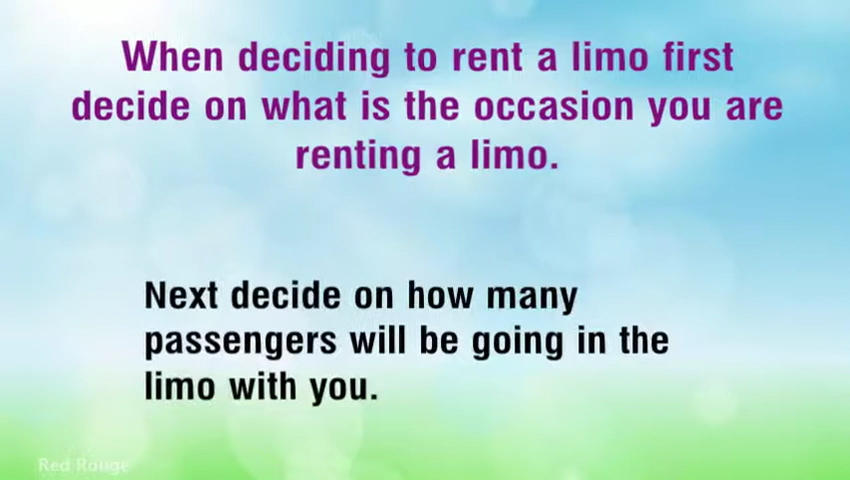 When deciding to rent a limo first
decide on what is the occasion you are
renting a limo.
Next decide on how many
passengers will be going in the
limo with you.
Red Rouge